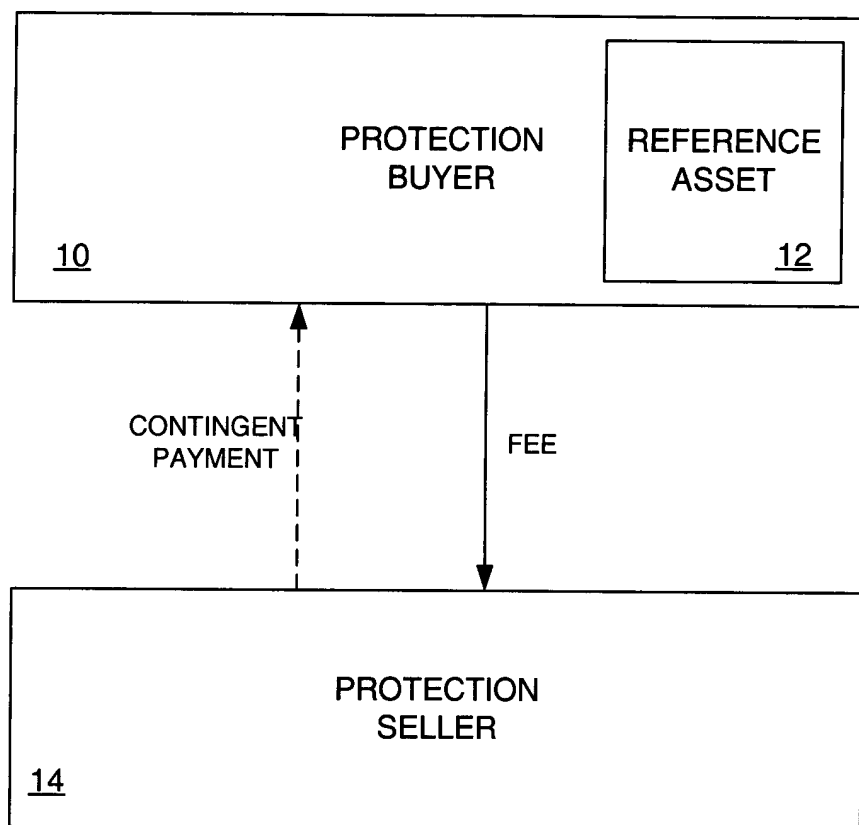 PROTECTION
BUYER
REFERENCE
ASSET
10
12
CONTINGENT
PAYMENT
FEE
PROTECTION
SELLER
14